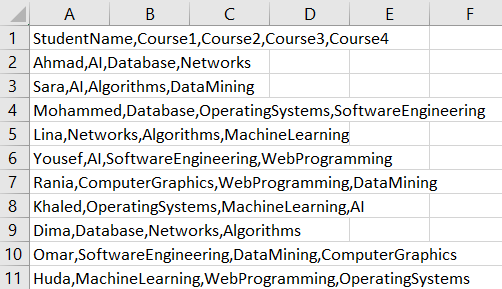 A B C D E F
1 StudentName,Course1,Course2,Course3,Course4
2 Ahmad,AI,Database,Networks
3 Sara,AI,Algorithms,DataMining
4 Mohammed,Database,OperatingSystems,SoftwareEngineering
5 Lina,Networks,Algorithms,MachineLearning
6 Yousef,AI,SoftwareEngineering,WebProgramming
7 Rania,ComputerGraphics,WebProgramming,DataMining
8 Khaled,OperatingSystems,MachineLearning,AI
9 Dima,Database,Networks,Algorithms
10 Omar,SoftwareEngineering,DataMining,ComputerGraphics
11 Huda,MachineLearning,WebProgramming,OperatingSystems